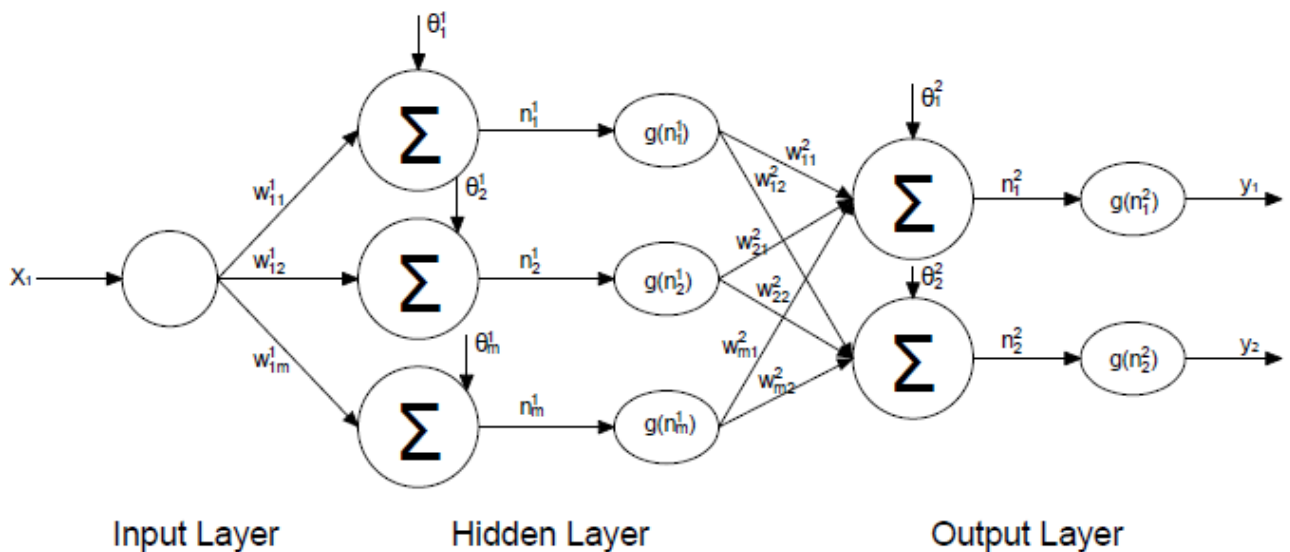 θ₁¹
n₁¹
g(n₁¹)
θ₁²
w₁₁²
w₁₂²
w₁₁¹
θ₂¹
n₁²
g(n₁²)
y₁
w₂₁²
X₁
w₁₂¹
n₂¹
g(n₂¹)
w₂₂²
θ₂²
w₁ₘ¹
θₘ¹
wₘ₁²
wₘ₂²
n₂²
g(n₂²)
y₂
nₘ¹
g(nₘ¹)
Σ
Σ
Σ
Σ
Σ
Input Layer Hidden Layer Output Layer